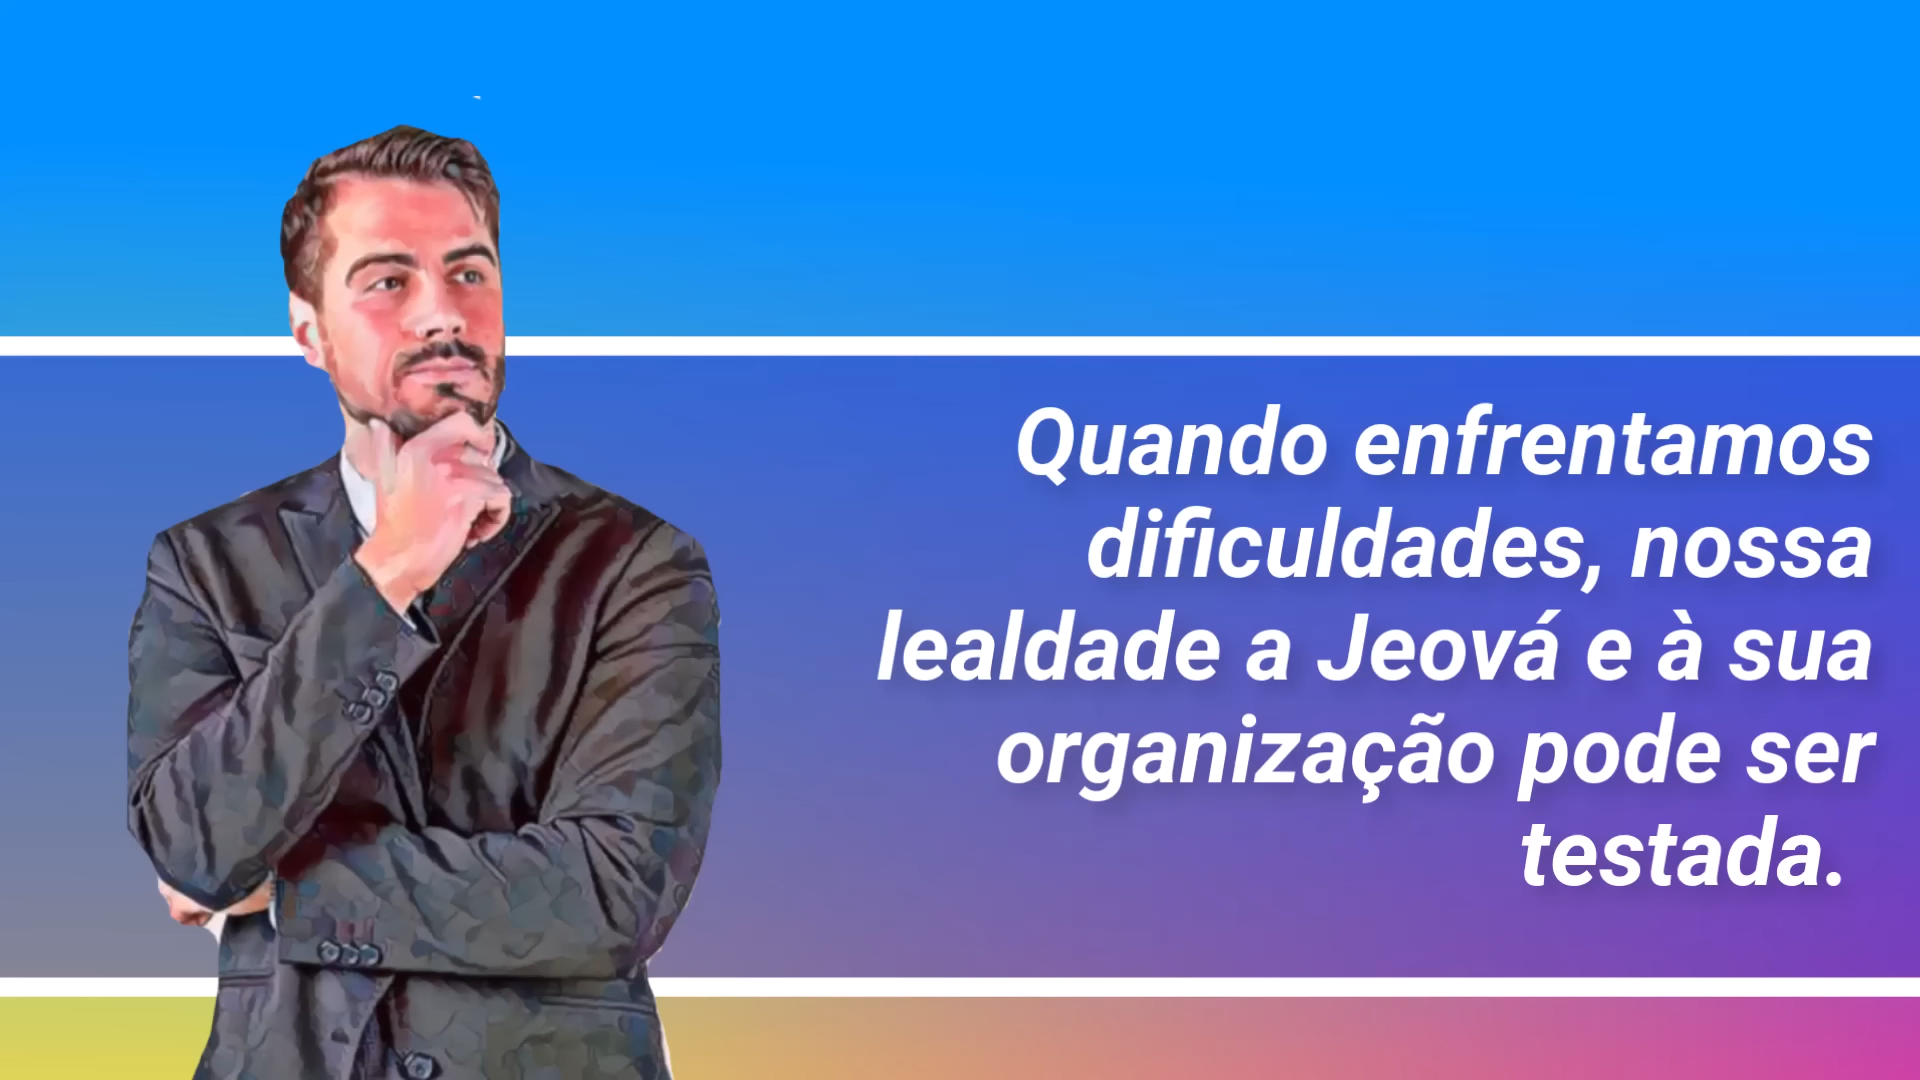 Quando enfrentamos
dificuldades, nossa
lealdade a Jeová e à sua
organização pode ser
testada.